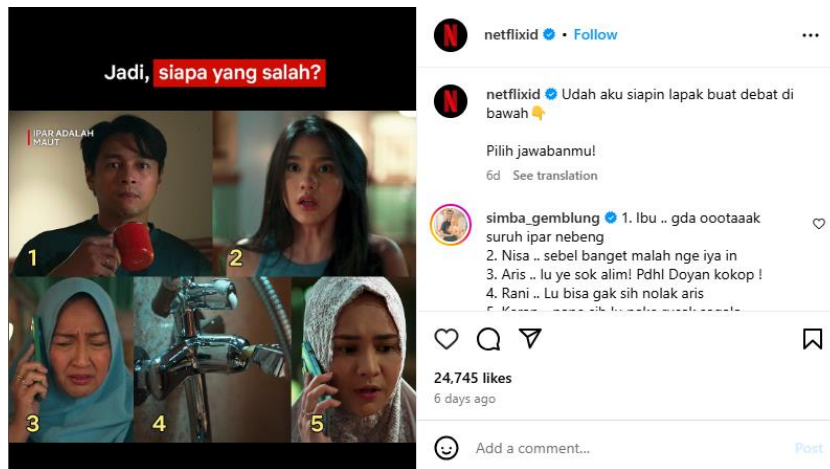 Jadi, siapa yang salah?
IPAR ADALAH
MAUT
1
2
3
4
5
netflixid • Follow
netflixid Udah aku siapin lapak buat debat di
bawah👇
Pilih jawabanmu!
6d See translation
simba_gemblung 1. Ibu .. gda oootaaak
suruh ipar nebeng
2. Nisa .. sebel banget malah nge iya in
3. Aris .. lu ye sok alim! Pdhl Doyan kokop !
4. Rani .. Lu bisa gak sih nolak aris
24,745 likes
6 days ago
Add a comment...
Post